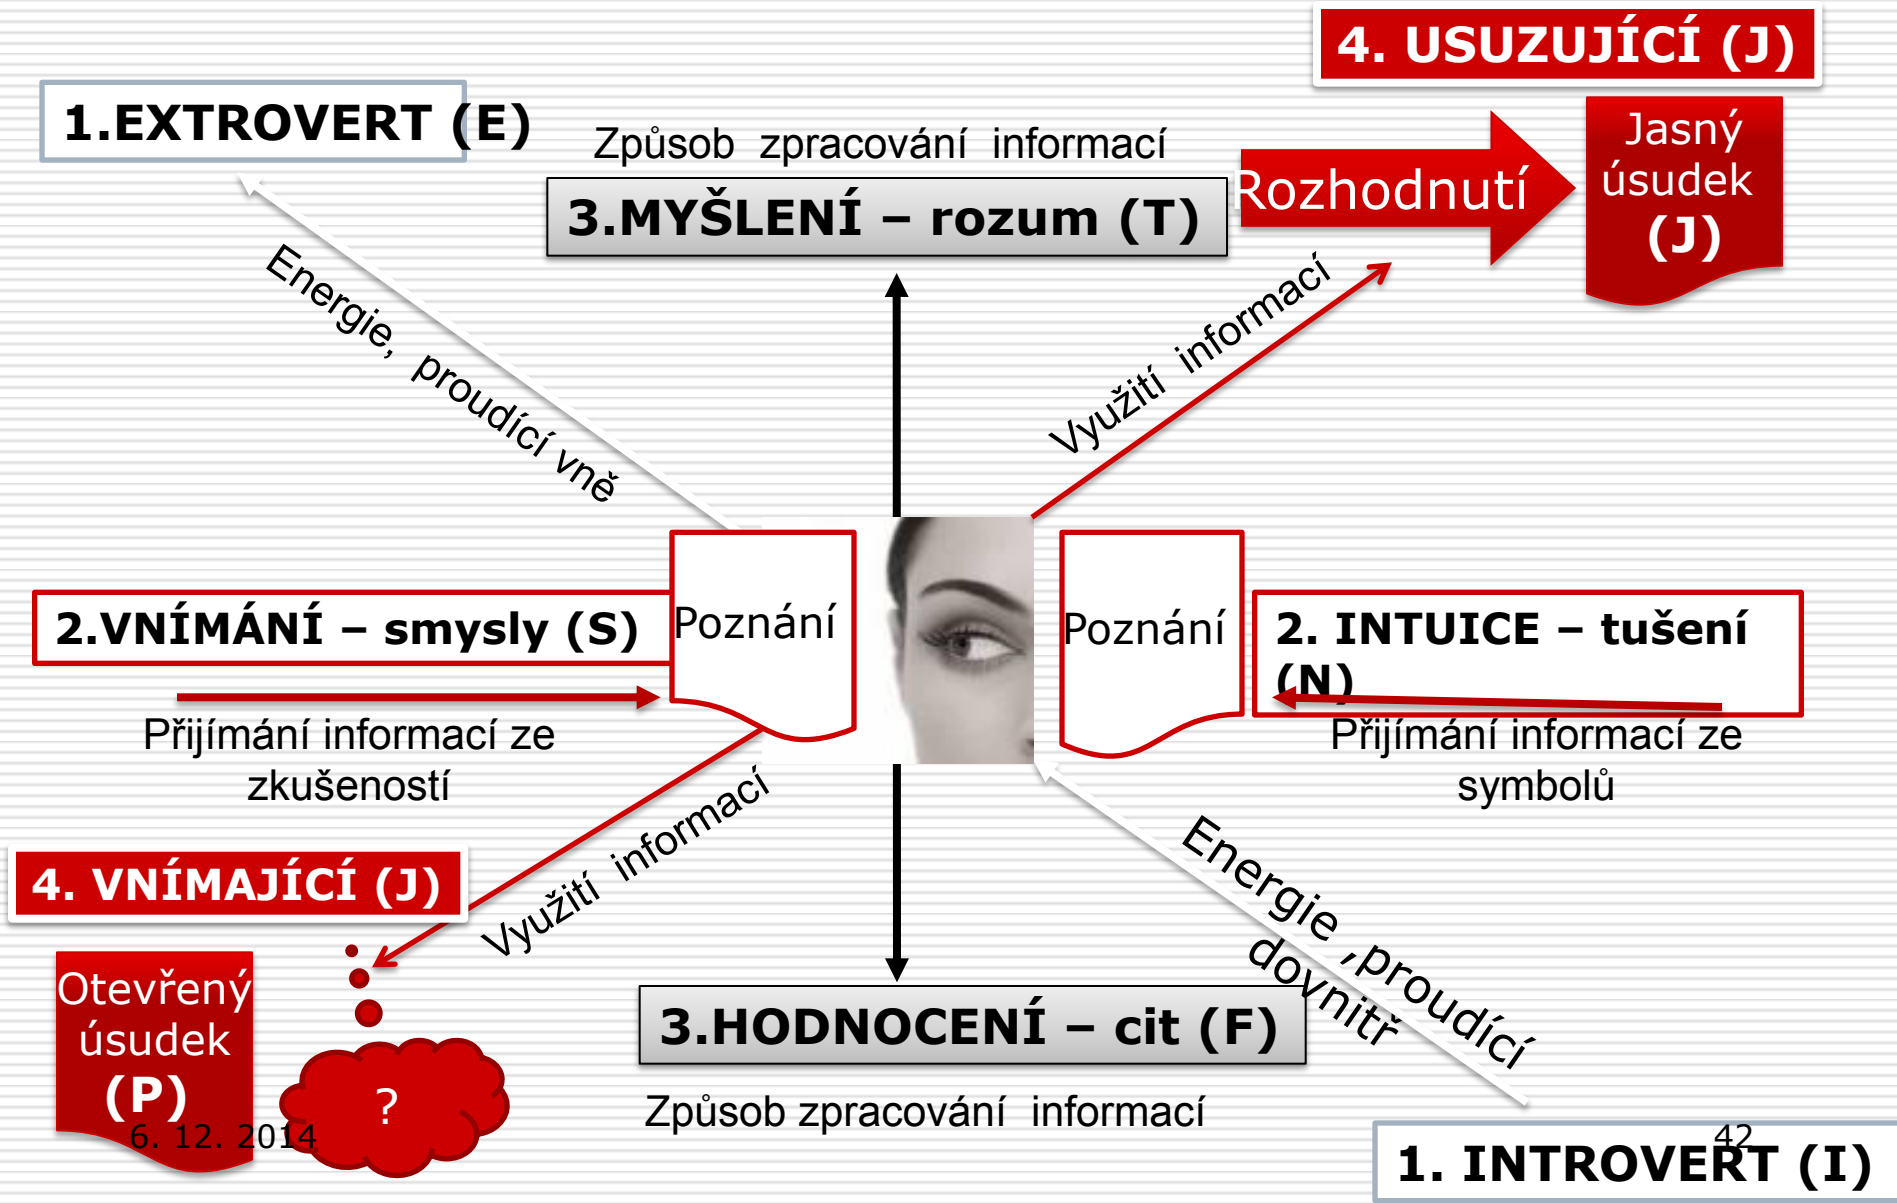 4. USUZUJÍCÍ (J)
1.EXTROVERT (E)
Způsob zpracování informací
3.MYŠLENÍ – rozum (T)
Rozhodnutí
Jasný
úsudek
(J)
Energie, proudící vně
Využití informací
2.VNÍMÁNÍ – smysly (S)
Poznání
Poznání
2. INTUICE – tušení
(N)
Přijímání informací ze
zkušeností
Přijímání informací ze
symbolů
4. VNÍMAJÍCÍ (J)
Využití informací
Energie ,proudící
dovnitř
Otevřený
úsudek
(P)
?
3.HODNOCENÍ – cit (F)
Způsob zpracování informací
6. 12. 2014
42
1. INTROVERT (I)